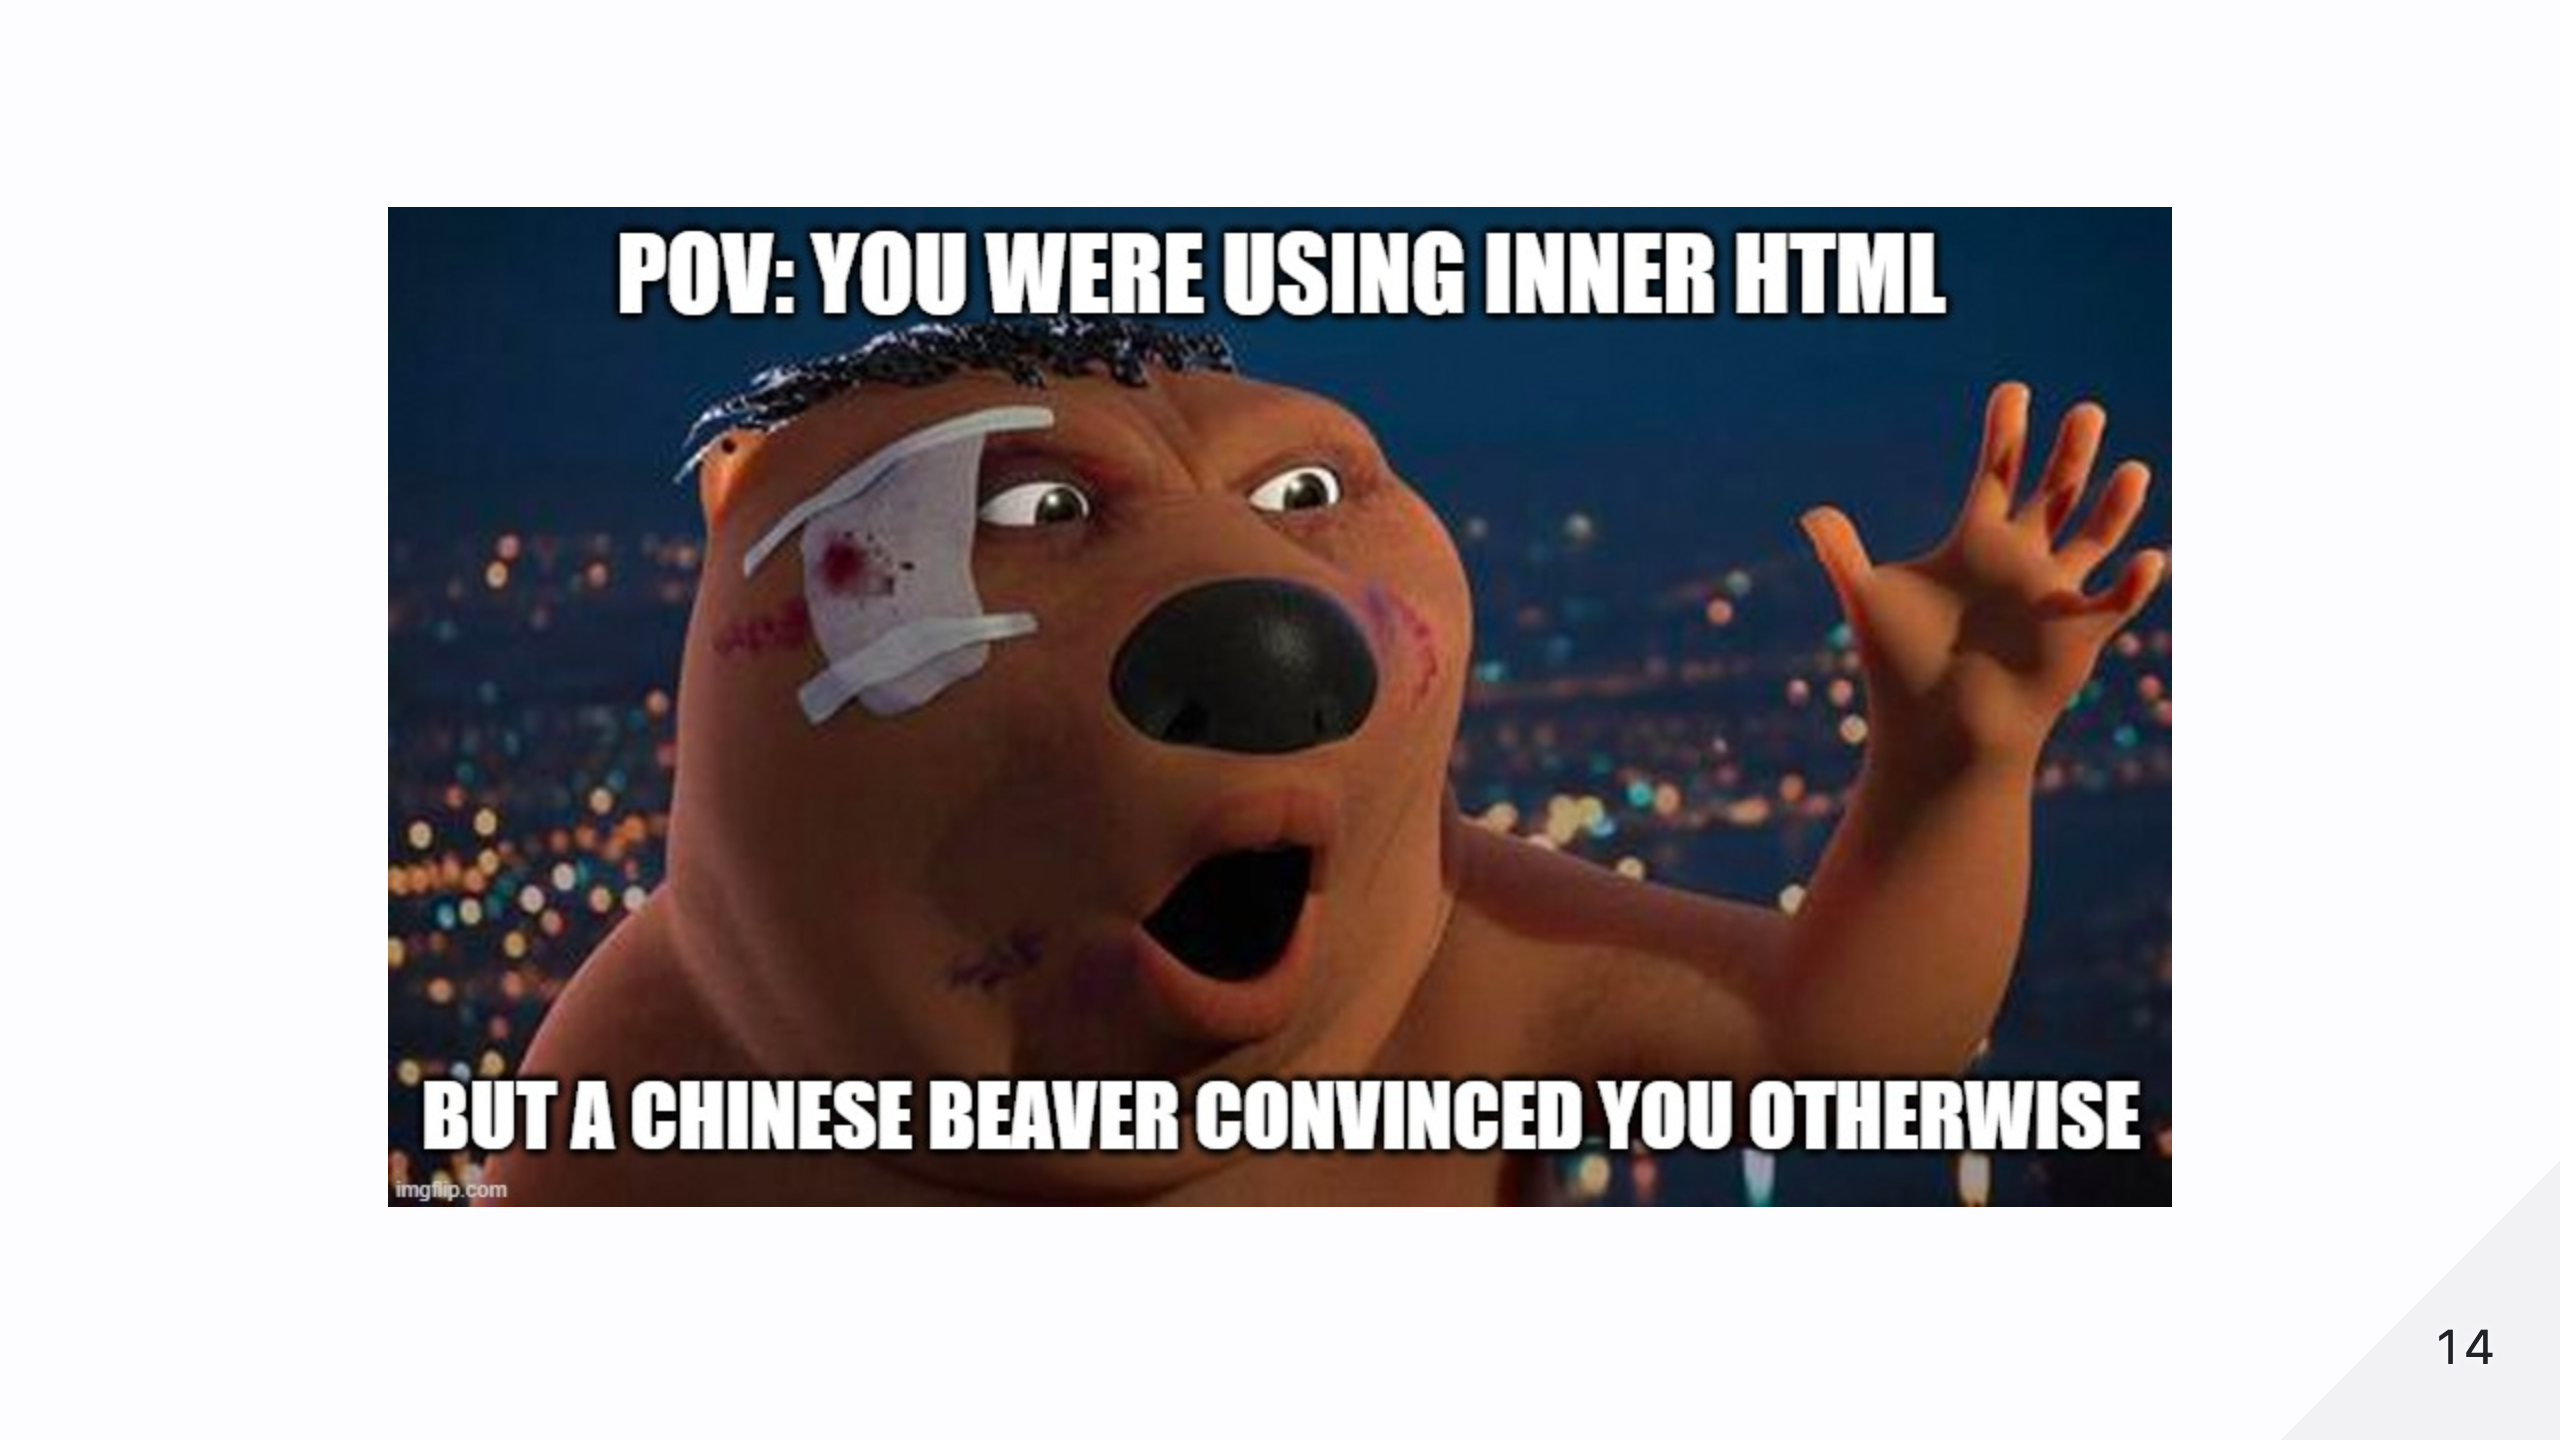 POV: YOU WERE USING INNER HTML
BUT A CHINESE BEAVER CONVINCED YOU OTHERWISE
imgflip.com
14